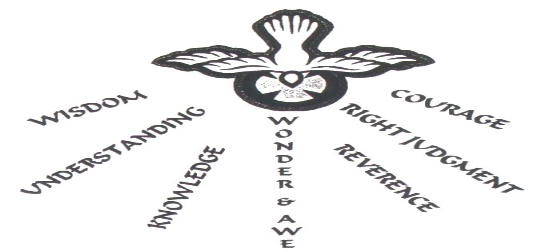 WISDOM
UNDERSTANDING
KNOWLEDGE
WONDER & AWE
REVERENCE
RIGHT JUDGMENT
COURAGE